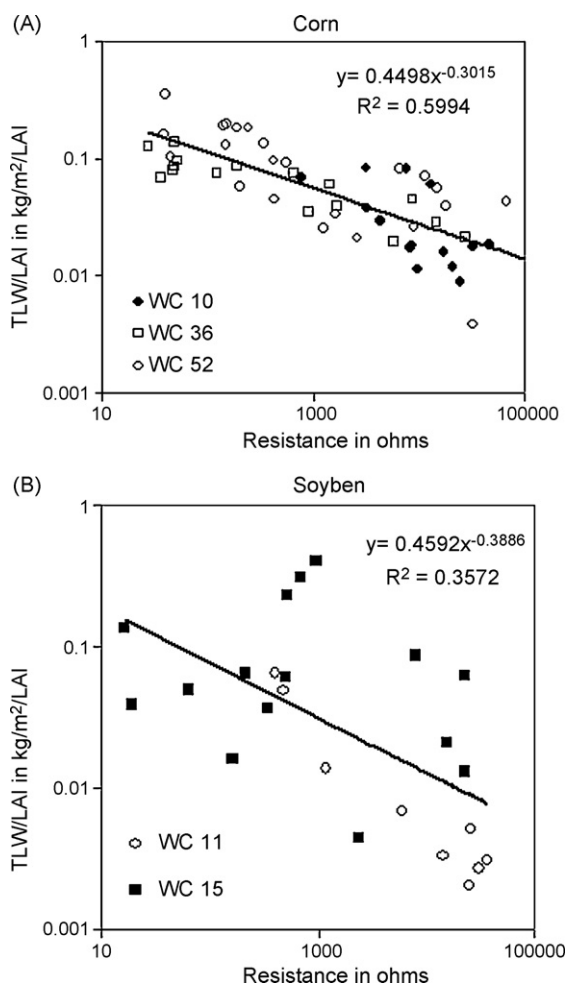 (A)
Corn
y= 0.4498x^-0.3015
R² = 0.5994
TLW/LAI in kg/m²/LAI
1
0.1
0.01
0.001
WC 10
WC 36
WC 52
10
1000
100000
Resistance in ohms
(B)
Soyben
y= 0.4592x^-0.3886
R² = 0.3572
TLW/LAI in kg/m²/LAI
1
0.1
0.01
0.001
WC 11
WC 15
10
1000
100000
Resistance in ohms